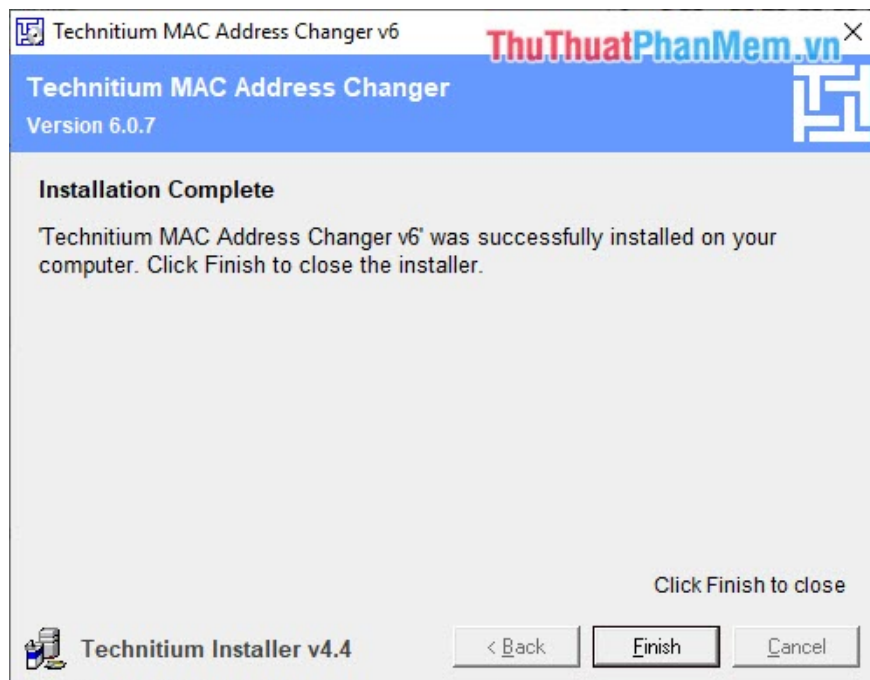 Technitium MAC Address Changer v6
ThuThuatPhanMem.vn
Technitium MAC Address Changer
Version 6.0.7
Installation Complete
'Technitium MAC Address Changer v6' was successfully installed on your
computer. Click Finish to close the installer.
Click Finish to close
Technitium Installer v4.4
< Back
Finish
Cancel